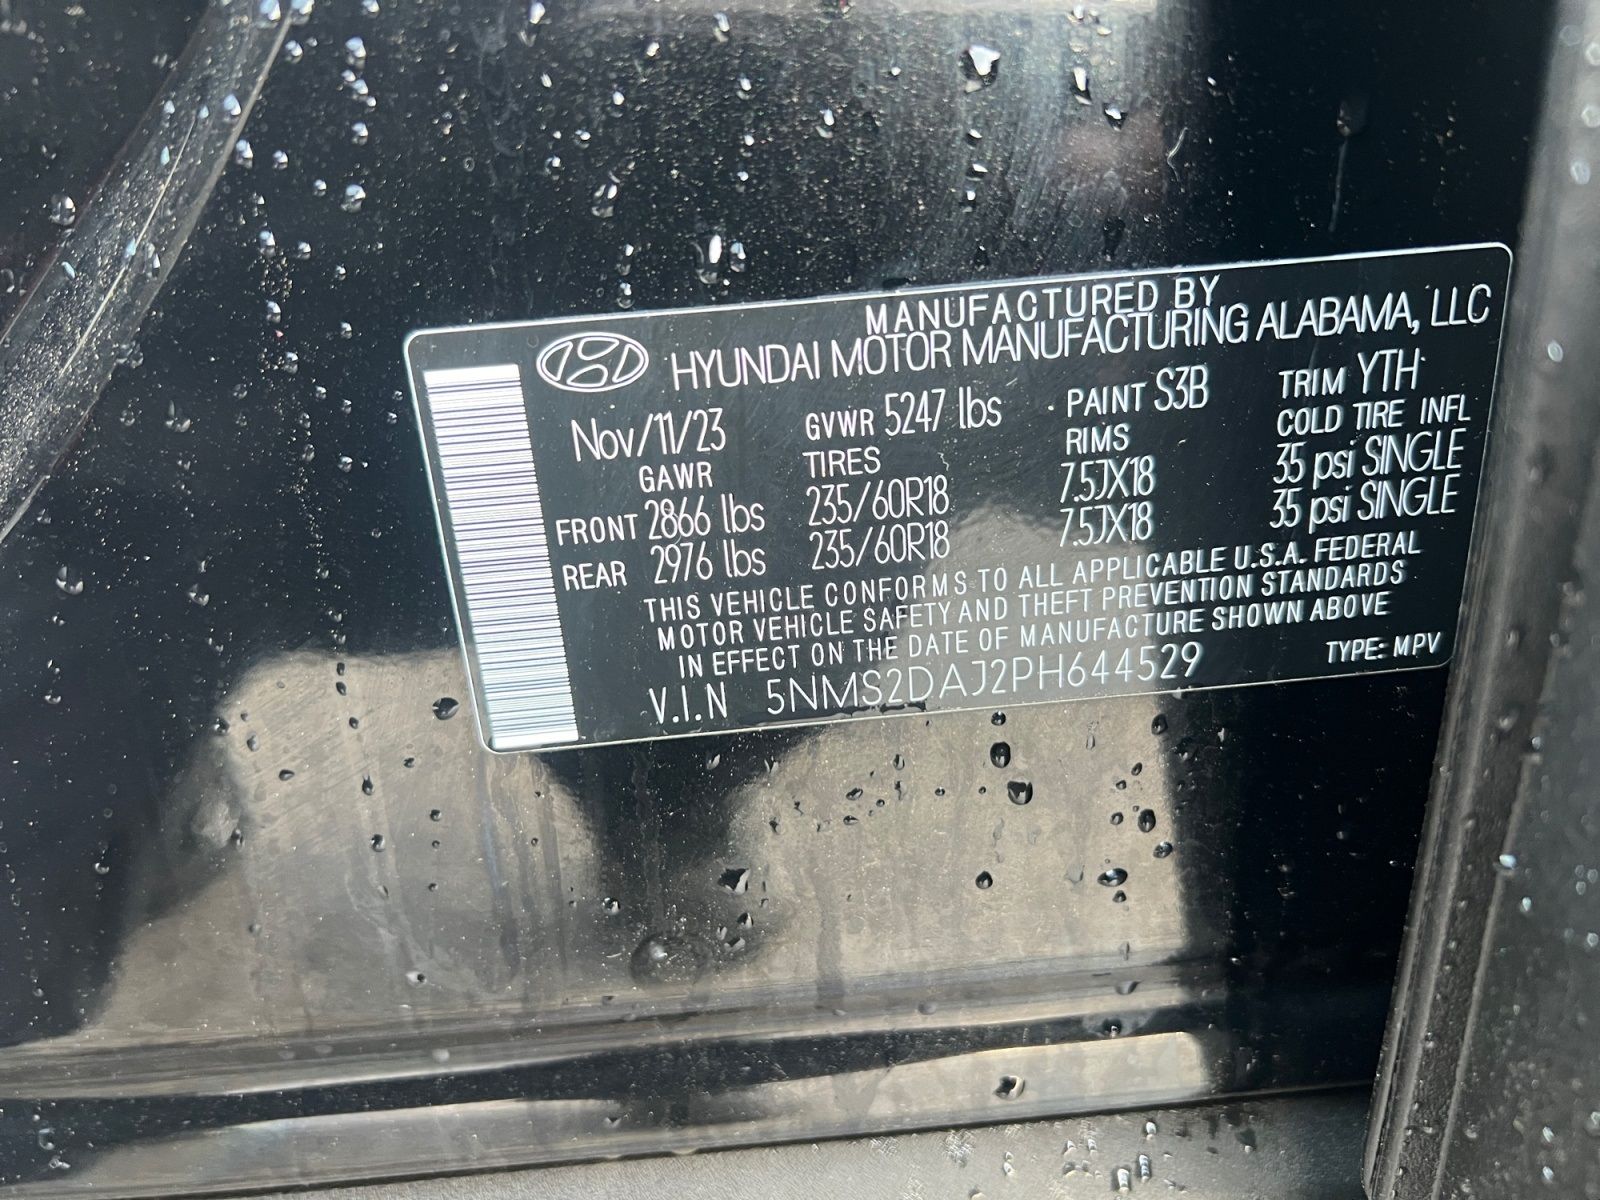 MANUFACTURED BY
HYUNDAI MOTOR MANUFACTURING ALABAMA, LLC
Nov/11/23 GVWR 5247 lbs PAINT S3B TRIM YTH
GAWR TIRES RIMS COLD TIRE INFL
FRONT 2866 lbs 235/60R18 7.5JX18 35 psi SINGLE
REAR 2976 lbs 235/60R18 7.5JX18 35 psi SINGLE
THIS VEHICLE CONFORMS TO ALL APPLICABLE U.S.A. FEDERAL
MOTOR VEHICLE SAFETY AND THEFT PREVENTION STANDARDS
IN EFFECT ON THE DATE OF MANUFACTURE SHOWN ABOVE
V.I.N 5NMS2DAJ2PH644529 TYPE: MPV